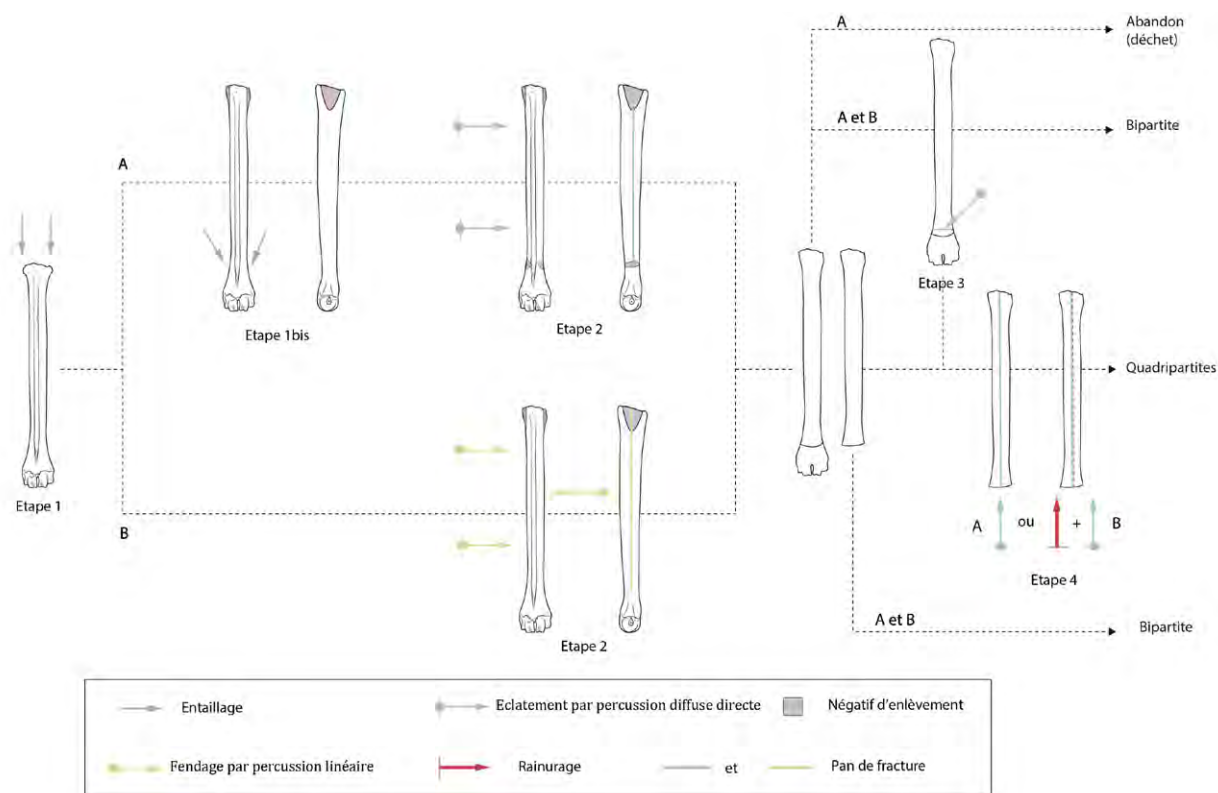 A
Abandon
(déchet)
A et B
Bipartite
A
Etape 1bis
Etape 2
Etape 3
Etape 1
Quadripartites
A
ou
+
B
Etape 4
B
Etape 2
A et B
Bipartite
Entaillage
Eclatement par percussion diffuse directe
Négatif d'enlèvement
Fendage par percussion linéaire
Rainurage
et
Pan de fracture